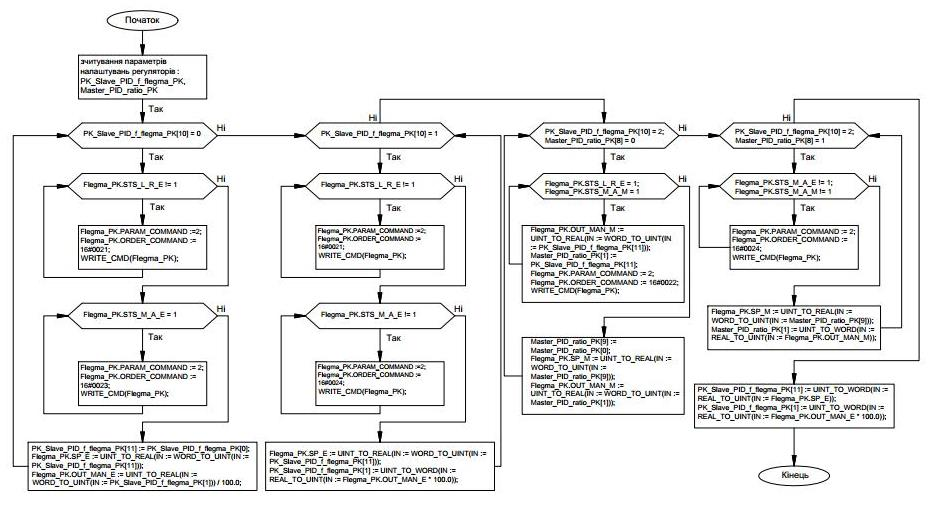 Початок
зчитування параметрів
налаштувань регуляторів :
PK_Slave_PID_f_flegma_PK,
Master_PID_ratio_PK
Так
PK_Slave_PID_f_flegma_PK[10] = 0
Ні
Так
Flegma_PK.STS_L_R_E != 1
Ні
Так
Flegma_PK.PARAM_COMMAND :=2;
Flegma_PK.ORDER_COMMAND :=
16#0021;
WRITE_CMD(Flegma_PK);
Flegma_PK.STS_M_A_E = 1
Ні
Так
Flegma_PK.PARAM_COMMAND := 2;
Flegma_PK.ORDER_COMMAND :=
16#0023;
WRITE_CMD(Flegma_PK);
PK_Slave_PID_f_flegma_PK[11] := PK_Slave_PID_f_flegma_PK[0];
Flegma_PK.SP_E := UINT_TO_REAL(IN := WORD_TO_UINT(IN :=
PK_Slave_PID_f_flegma_PK[11]));
Flegma_PK.OUT_MAN_E := UINT_TO_REAL(IN :=
WORD_TO_UINT(IN := PK_Slave_PID_f_flegma_PK[1])) / 100.0;
Ні
PK_Slave_PID_f_flegma_PK[10] = 1
Так
Flegma_PK.STS_L_R_E != 1
Ні
Так
Flegma_PK.PARAM_COMMAND :=2;
Flegma_PK.ORDER_COMMAND :=
16#0021;
WRITE_CMD(Flegma_PK);
Flegma_PK.STS_M_A_E != 1
Ні
Так
Flegma_PK.PARAM_COMMAND :=2;
Flegma_PK.ORDER_COMMAND :=
16#0024;
WRITE_CMD(Flegma_PK);
Flegma_PK.SP_E := UINT_TO_REAL(IN := WORD_TO_UINT(IN :=
PK_Slave_PID_f_flegma_PK[11]));
PK_Slave_PID_f_flegma_PK[1] := UINT_TO_WORD(IN :=
REAL_TO_UINT(IN := Flegma_PK.OUT_MAN_E * 100.0));
PK_Slave_PID_f_flegma_PK[10] = 2;
Master_PID_ratio_PK[8] = 0
Ні
Так
Flegma_PK.STS_L_R_E = 1;
Flegma_PK.STS_M_A_M = 1
Ні
Так
Flegma_PK.OUT_MAN_M :=
UINT_TO_REAL(IN := WORD_TO_UINT(IN
:= PK_Slave_PID_f_flegma_PK[11]));
Master_PID_ratio_PK[1] :=
PK_Slave_PID_f_flegma_PK[11];
Flegma_PK.PARAM_COMMAND := 2;
Flegma_PK.ORDER_COMMAND := 16#0022;
WRITE_CMD(Flegma_PK);
Master_PID_ratio_PK[9] :=
Master_PID_ratio_PK[0];
Flegma_PK.SP_M := UINT_TO_REAL(IN :=
WORD_TO_UINT(IN :=
Master_PID_ratio_PK[9]));
Flegma_PK.OUT_MAN_M :=
UINT_TO_REAL(IN := WORD_TO_UINT(IN :=
Master_PID_ratio_PK[1]));
Ні
PK_Slave_PID_f_flegma_PK[10] = 2;
Master_PID_ratio_PK[8] = 1
Так
Flegma_PK.STS_M_A_E != 1;
Flegma_PK.STS_M_A_M != 1
Ні
Так
Flegma_PK.PARAM_COMMAND := 2;
Flegma_PK.ORDER_COMMAND :=
16#0024;
WRITE_CMD(Flegma_PK);
Flegma_PK.SP_M := UINT_TO_REAL(IN :=
WORD_TO_UINT(IN := Master_PID_ratio_PK[9]));
Master_PID_ratio_PK[1] := UINT_TO_WORD(IN :=
REAL_TO_UINT(IN := Flegma_PK.OUT_MAN_M));
PK_Slave_PID_f_flegma_PK[11] := UINT_TO_WORD(IN :=
REAL_TO_UINT(IN := Flegma_PK.SP_E));
PK_Slave_PID_f_flegma_PK[1] := UINT_TO_WORD(IN :=
REAL_TO_UINT(IN := Flegma_PK.OUT_MAN_E * 100.0));
Кінець